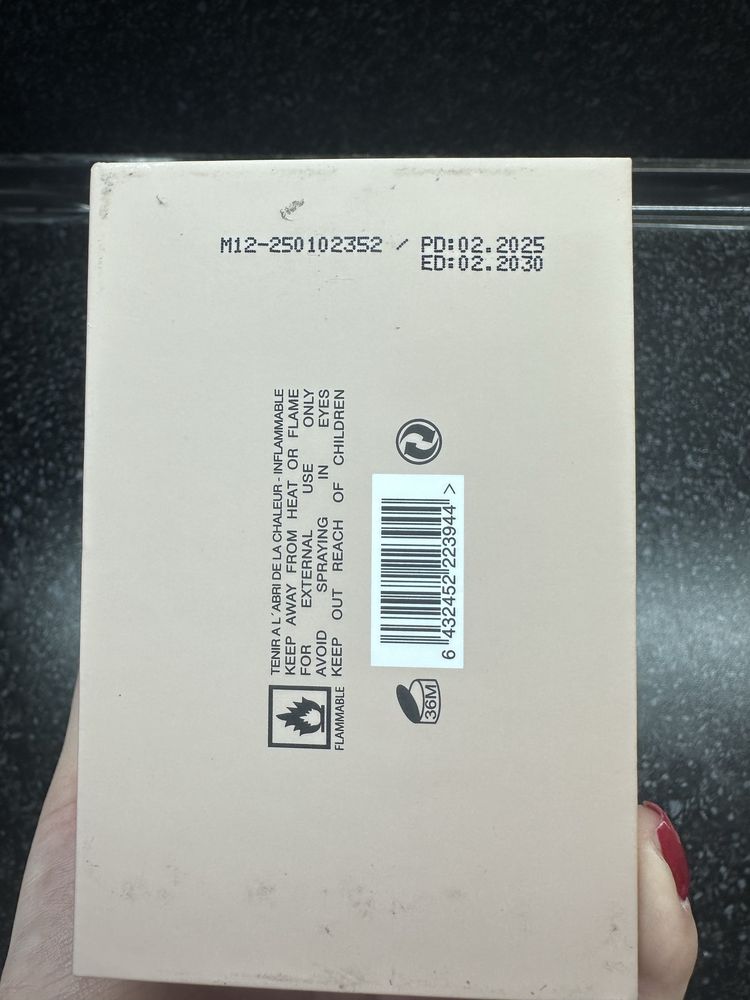 M12-250102352 / PD:02.2025
ED:02.2030
TENIR A L'ABRI DE LA CHALEUR - INFLAMMABLE
KEEP AWAY FROM HEAT OR FLAME
FOR EXTERNAL USE ONLY
AVOID SPRAYING IN EYES
KEEP OUT REACH OF CHILDREN
FLAMMABLE
6 432452 223944 >
36M